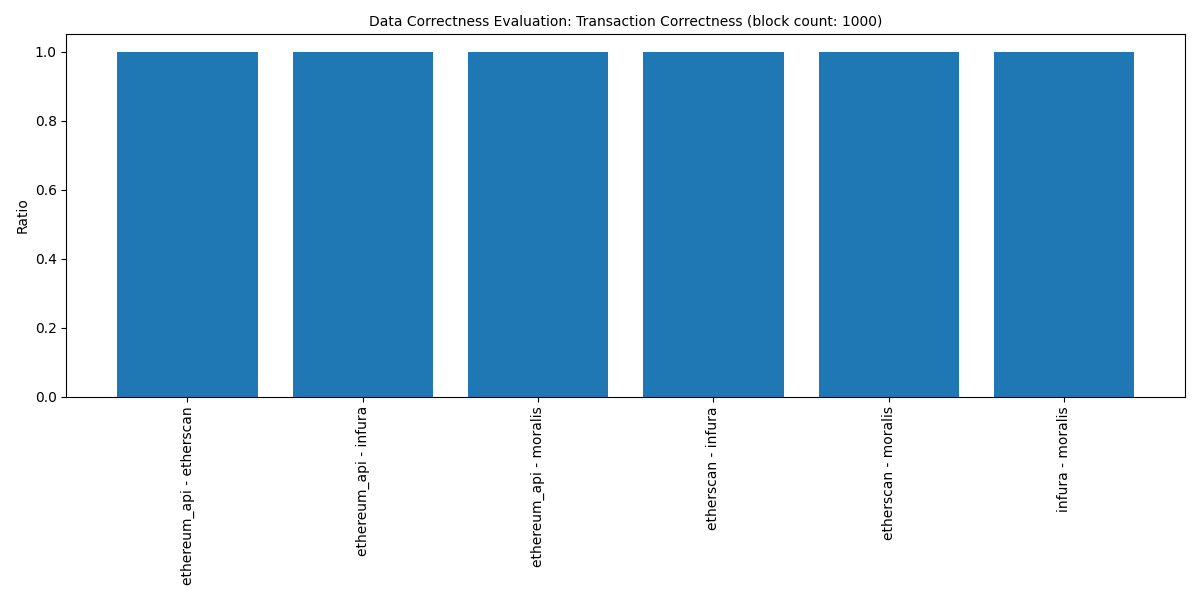 Data Correctness Evaluation: Transaction Correctness (block count: 1000)
Ratio
1.0
0.8
0.6
0.4
0.2
0.0
ethereum_api - etherscan
ethereum_api - infura
ethereum_api - moralis
etherscan - infura
etherscan - moralis
infura - moralis